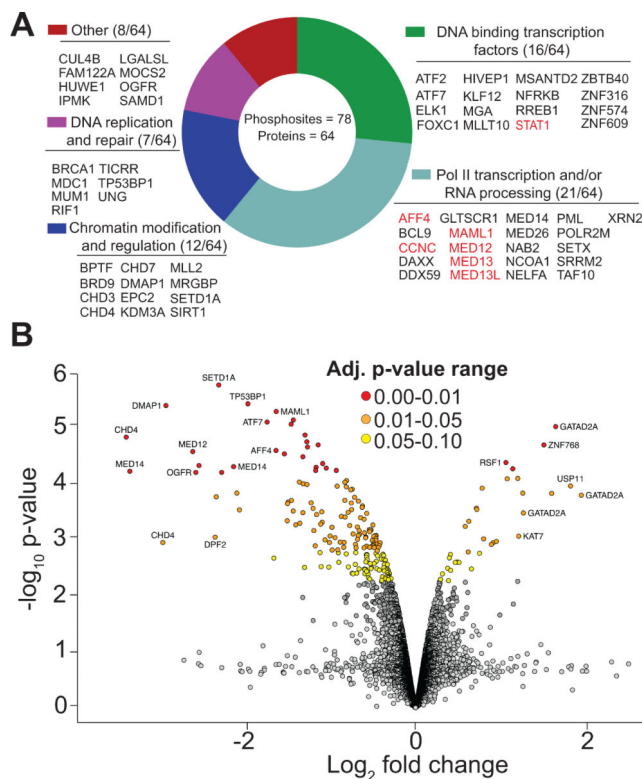 A
Other (8/64)
CUL4B LGALSL
FAM122A MOCS2
HUWE1 OGFR
IPMK SAMD1
DNA replication
and repair (7/64)
BRCA1 TICRR
MDC1 TP53BP1
MUM1 UNG
RIF1
Chromatin modification
and regulation (12/64)
BPTF CHD7 MLL2
BRD9 DMAP1 MRGBP
CHD3 EPC2 SETD1A
CHD4 KDM3A SIRT1
Phosphosites = 78
Proteins = 64
DNA binding transcription
factors (16/64)
ATF2 HIVEP1 MSANTD2 ZBTB40
ATF7 KLF12 NFRKB ZNF316
ELK1 MGA RREB1 ZNF574
FOXC1 MLLT10 STAT1 ZNF609
Pol II transcription and/or
RNA processing (21/64)
AFF4 GLTSCR1 MED14 PML XRN2
BCL9 MAML1 MED26 POLR2M
CCNC MED12 NAB2 SETX
DAXX MED13 NCOA1 SRRM2
DDX59 MED13L NELFA TAF10
B
Adj. p-value range
0.00-0.01
0.01-0.05
0.05-0.10
SETD1A
DMAP1
TP53BP1
MAML1
ATF7
CHD4
MED12
AFF4
MED14
OGFR
MED14
CHD4
DPF2
GATAD2A
ZNF768
RSF1
USP11
GATAD2A
GATAD2A
KAT7
6
5
4
3
2
1
0
-log10 p-value
-2
0
2
Log2 fold change